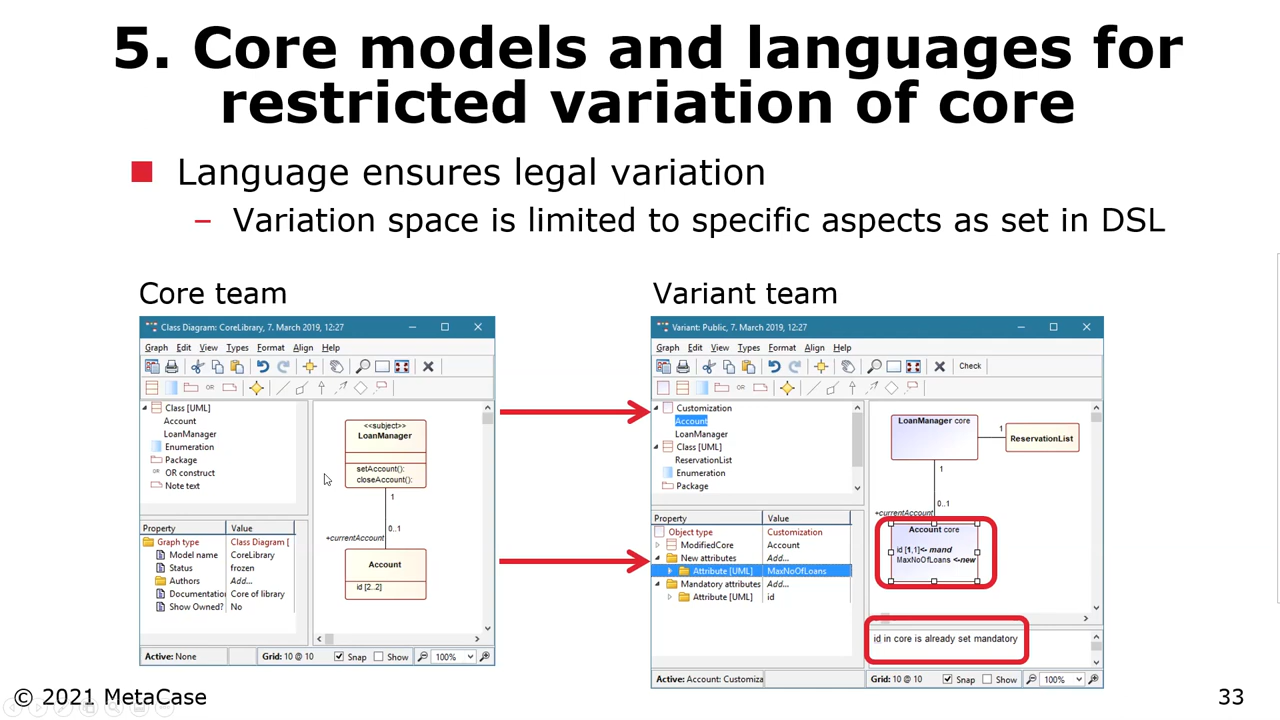 5. Core models and languages for
restricted variation of core
Language ensures legal variation
– Variation space is limited to specific aspects as set in DSL
Core team
Class Diagram: CoreLibrary, 7. March 2019, 12:27
Graph Edit View Types Format Align Help
OR
Class [UML]
Account
LoanManager
Enumeration
Package
OR OR construct
Note text
Property Value
Graph type Class Diagram [
Model name CoreLibrary
Status frozen
Authors Add...
Documentation Core of library
Show Owned? No
<<subject>>
LoanManager
setAccount():
closeAccount():
1
0..1
+currentAccount
Account
id [2..2]
Active: None Grid: 10 @ 10 Snap Show 100%
Variant team
Variant: Public, 7. March 2019, 12:27
Graph Edit View Types Format Align Help
Check
OR
Customization
Account
LoanManager
Class [UML]
ReservationList
Enumeration
Package
Property Value
Object type Customization
ModifiedCore Account
New attributes Add...
Attribute [UML] MaxNoOfLoans
Mandatory attributes Add...
Attribute [UML] id
LoanManager core
1
ReservationList
1
0..1
+currentAccount
Account core
id [1,1]<- mand
MaxNoOfLoans <-new
id in core is already set mandatory
Active: Account: Customiza Grid: 10 @ 10 Snap Show 100%
© 2021 MetaCase
33